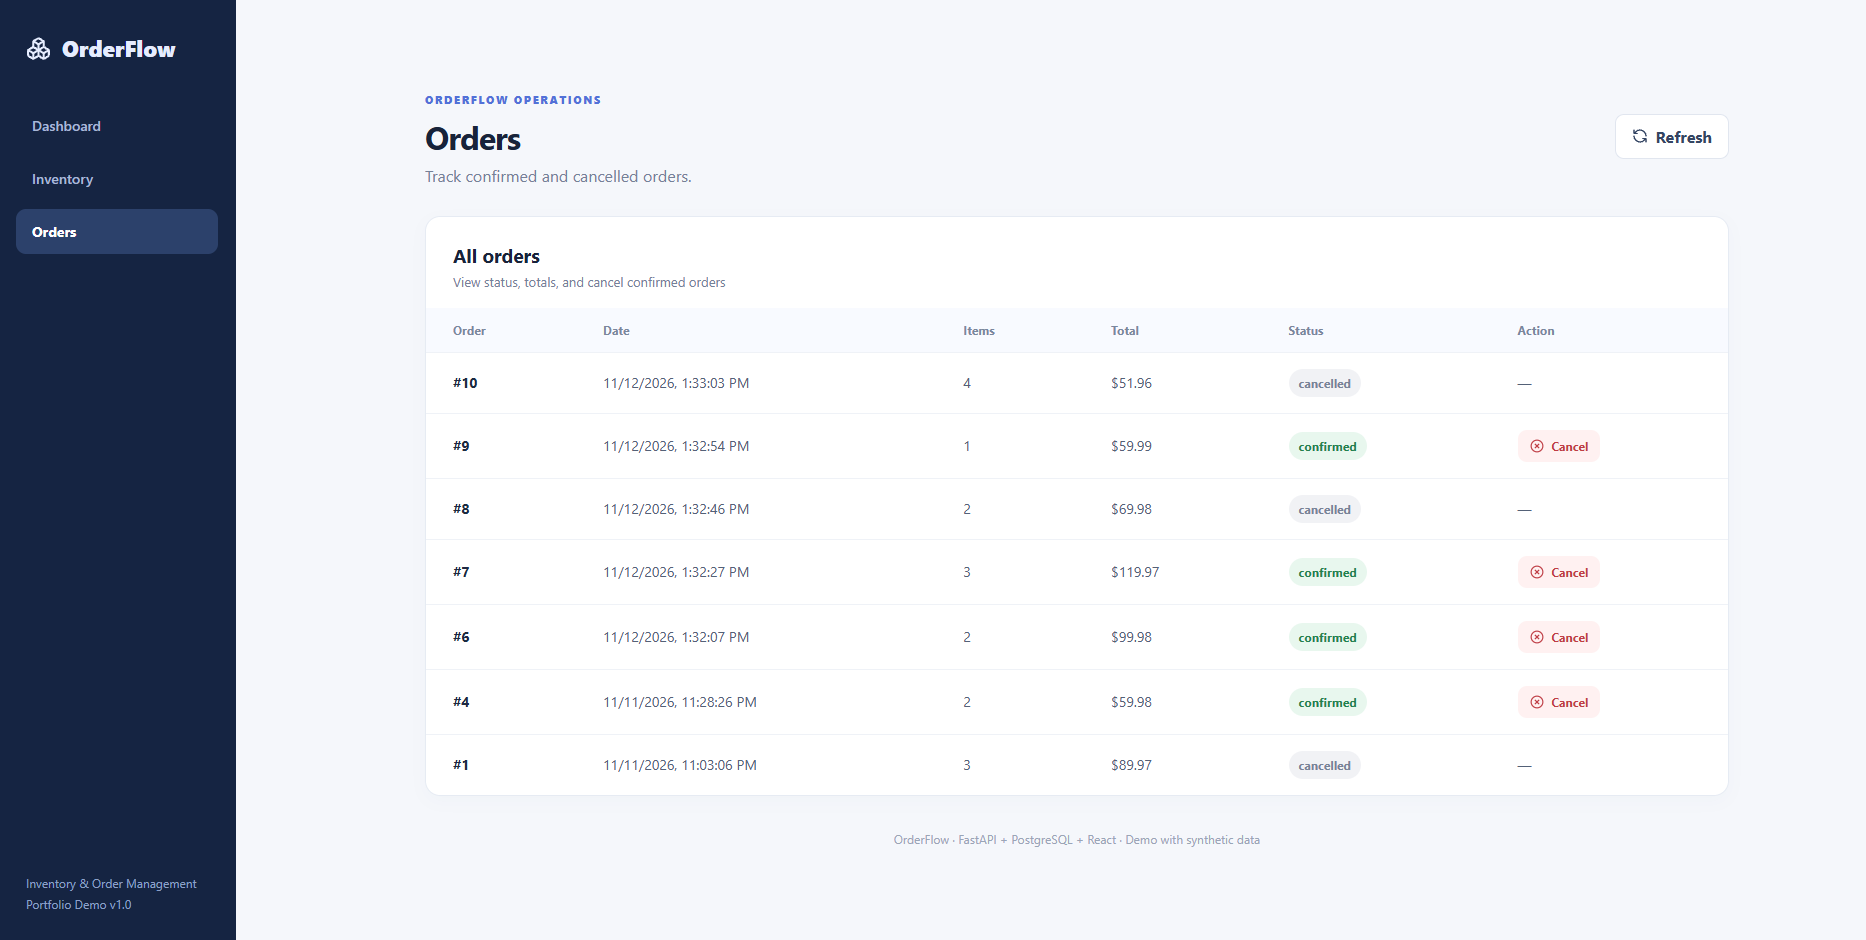 OrderFlow
Dashboard
Inventory
Orders
Inventory & Order Management
Portfolio Demo v1.0
ORDERFLOW OPERATIONS
Orders
Track confirmed and cancelled orders.
Refresh
All orders
View status, totals, and cancel confirmed orders
Order Date Items Total Status Action
#10 11/12/2026, 1:33:03 PM 4 $51.96 cancelled —
#9 11/12/2026, 1:32:54 PM 1 $59.99 confirmed Cancel
#8 11/12/2026, 1:32:46 PM 2 $69.98 cancelled —
#7 11/12/2026, 1:32:27 PM 3 $119.97 confirmed Cancel
#6 11/12/2026, 1:32:07 PM 2 $99.98 confirmed Cancel
#4 11/11/2026, 11:28:26 PM 2 $59.98 confirmed Cancel
#1 11/11/2026, 11:03:06 PM 3 $89.97 cancelled —
OrderFlow · FastAPI + PostgreSQL + React · Demo with synthetic data